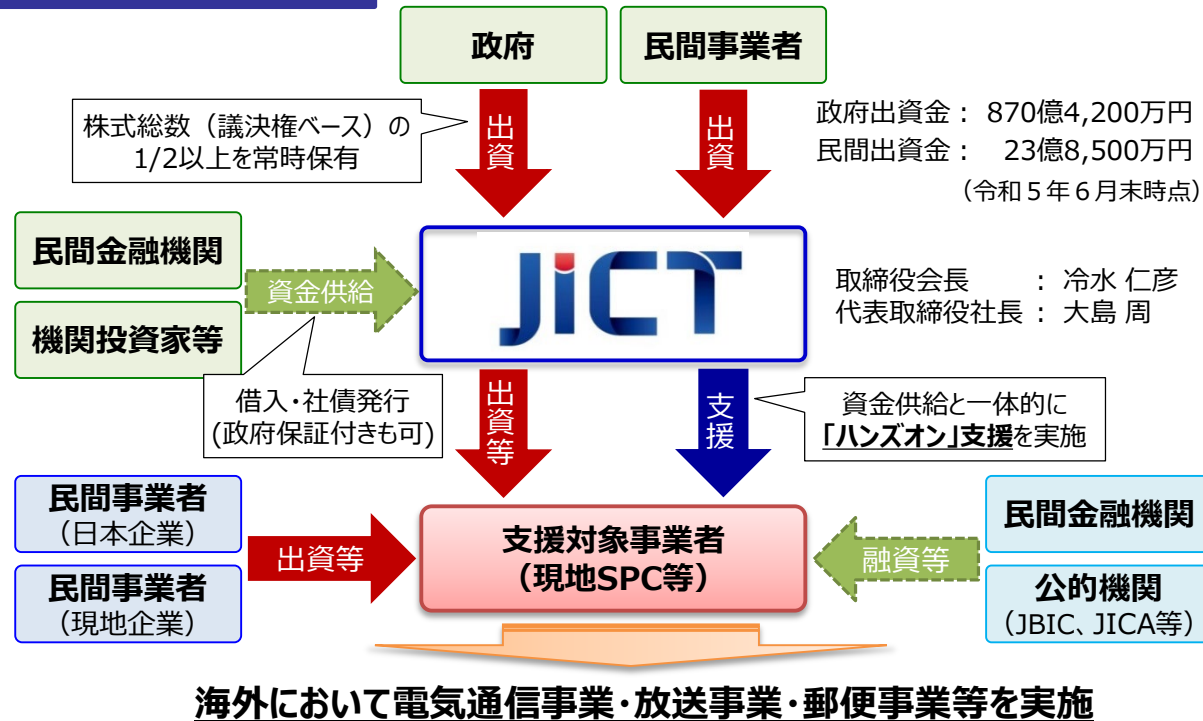 政府
民間事業者
株式総数（議決権ベース）の
1/2以上を常時保有
出資
出資
政府出資金： 870億4,200万円
民間出資金： 23億8,500万円
（令和５年６月末時点）
民間金融機関
機関投資家等
資金供給
JICT
取締役会長 ： 冷水 仁彦
代表取締役社長 ： 大島 周
借入・社債発行
(政府保証付きも可)
出資等
支援
資金供給と一体的に
「ハンズオン」支援を実施
民間事業者
（日本企業）
民間事業者
（現地企業）
出資等
支援対象事業者
（現地SPC等）
融資等
民間金融機関
公的機関
（JBIC、JICA等）
海外において電気通信事業・放送事業・郵便事業等を実施